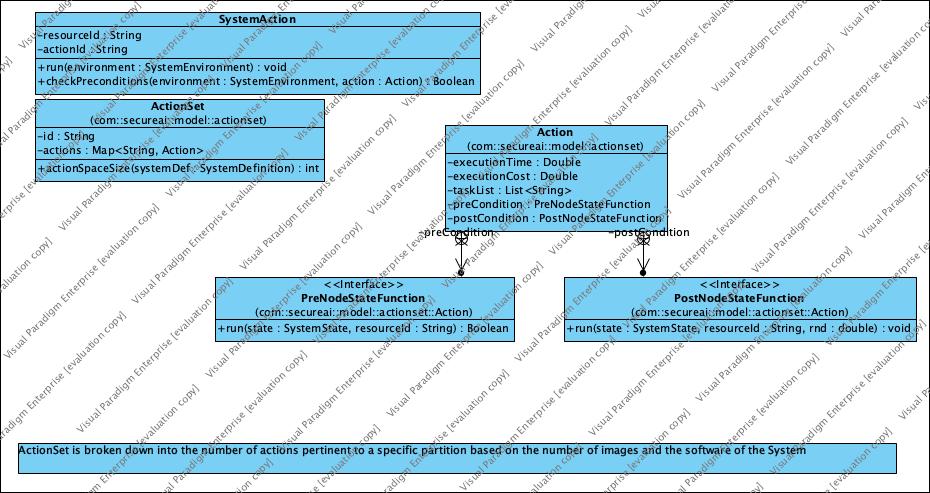 SystemAction
-resourceId : String
-actionId : String
+run(environment : SystemEnvironment) : void
+checkPreconditions(environment : SystemEnvironment, action : Action) : Boolean
ActionSet
(com::secureai::model::actionset)
-id : String
-actions : Map<String, Action>
+actionSpaceSize(systemDef : SystemDefinition) : int
Action
(com::secureai::model::actionset)
-executionTime : Double
-executionCost : Double
-taskList : List<String>
-preCondition : PreNodeStateFunction
-postCondition : PostNodeStateFunction
-preCondition
-postCondition
<<Interface>>
PreNodeStateFunction
(com::secureai::model::actionset::Action)
+run(state : SystemState, resourceId : String) : Boolean
<<Interface>>
PostNodeStateFunction
(com::secureai::model::actionset::Action)
+run(state : SystemState, resourceId : String, rnd : double) : void
ActionSet is broken down into the number of actions pertinent to a specific partition based on the number of images and the software of the System
Visual Paradigm Enterprise [evaluation copy]